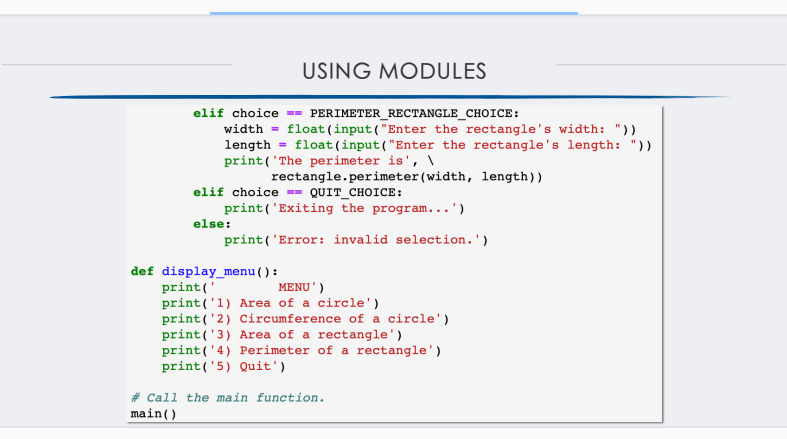 USING MODULES
        elif choice == PERIMETER_RECTANGLE_CHOICE:
            width = float(input("Enter the rectangle's width: "))
            length = float(input("Enter the rectangle's length: "))
            print('The perimeter is', \
                  rectangle.perimeter(width, length))
        elif choice == QUIT_CHOICE:
            print('Exiting the program...')
        else:
            print('Error: invalid selection.')

def display_menu():
    print('        MENU')
    print('1) Area of a circle')
    print('2) Circumference of a circle')
    print('3) Area of a rectangle')
    print('4) Perimeter of a rectangle')
    print('5) Quit')

# Call the main function.
main()